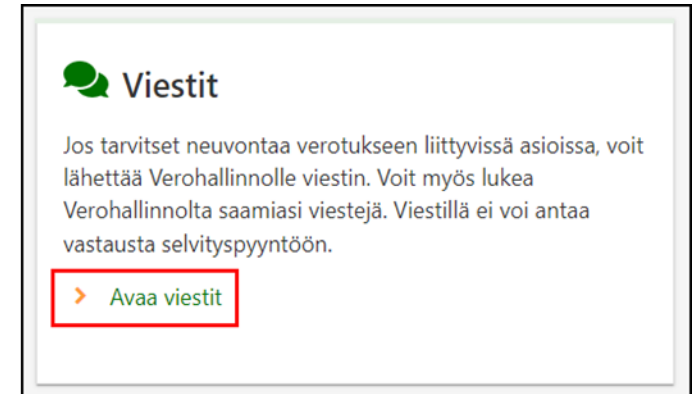 Viestit
Jos tarvitset neuvontaa verotukseen liittyvissä asioissa, voit
lähettää Verohallinnolle viestin. Voit myös lukea
Verohallinnolta saamiasi viestejä. Viestillä ei voi antaa
vastausta selvityspyyntöön.
Avaa viestit